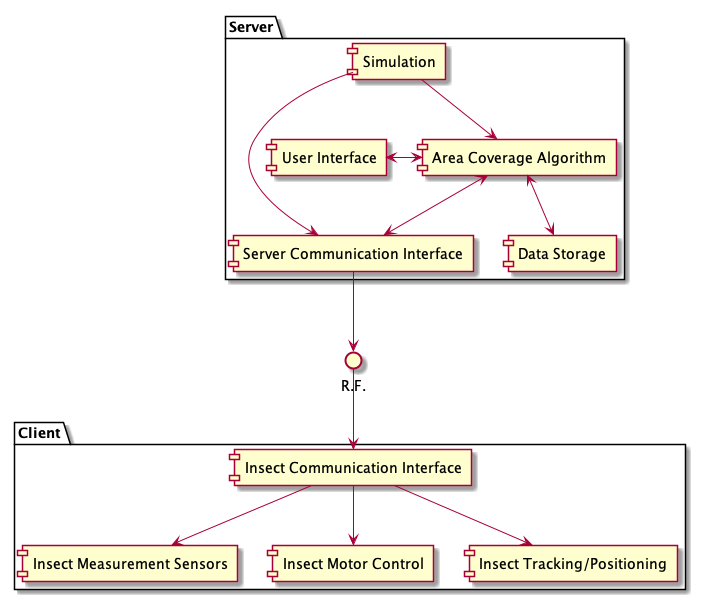 Server
Simulation
User Interface
Area Coverage Algorithm
Server Communication Interface
Data Storage
R.F.
Client
Insect Communication Interface
Insect Measurement Sensors
Insect Motor Control
Insect Tracking/Positioning